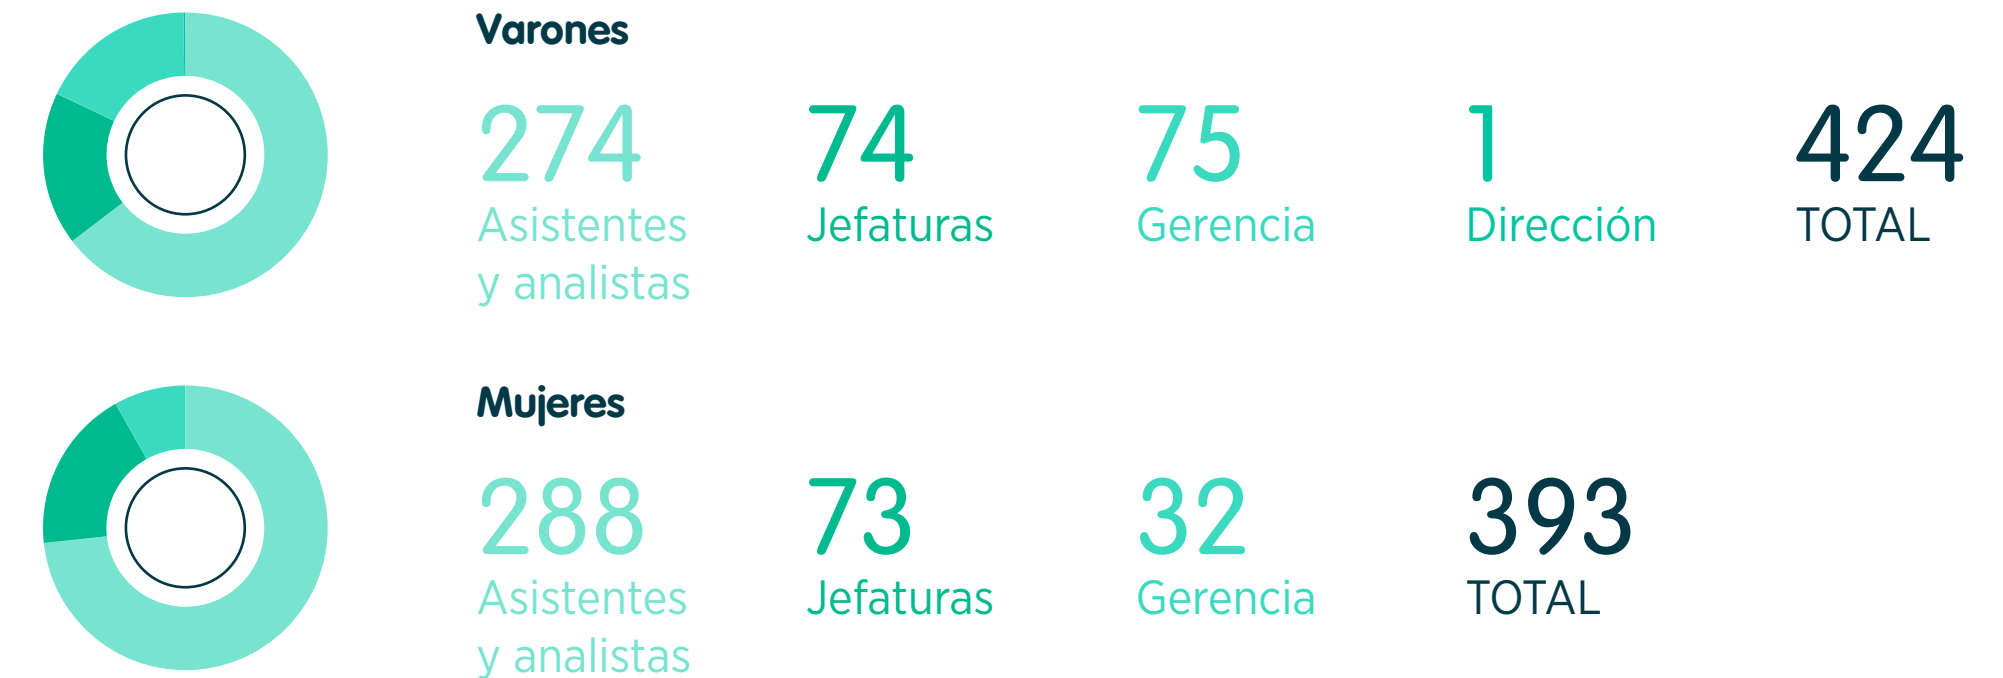 Varones
274 74 75 1 424
Asistentes Jefaturas Gerencia Dirección TOTAL
y analistas
Mujeres
288 73 32 393
Asistentes Jefaturas Gerencia TOTAL
y analistas